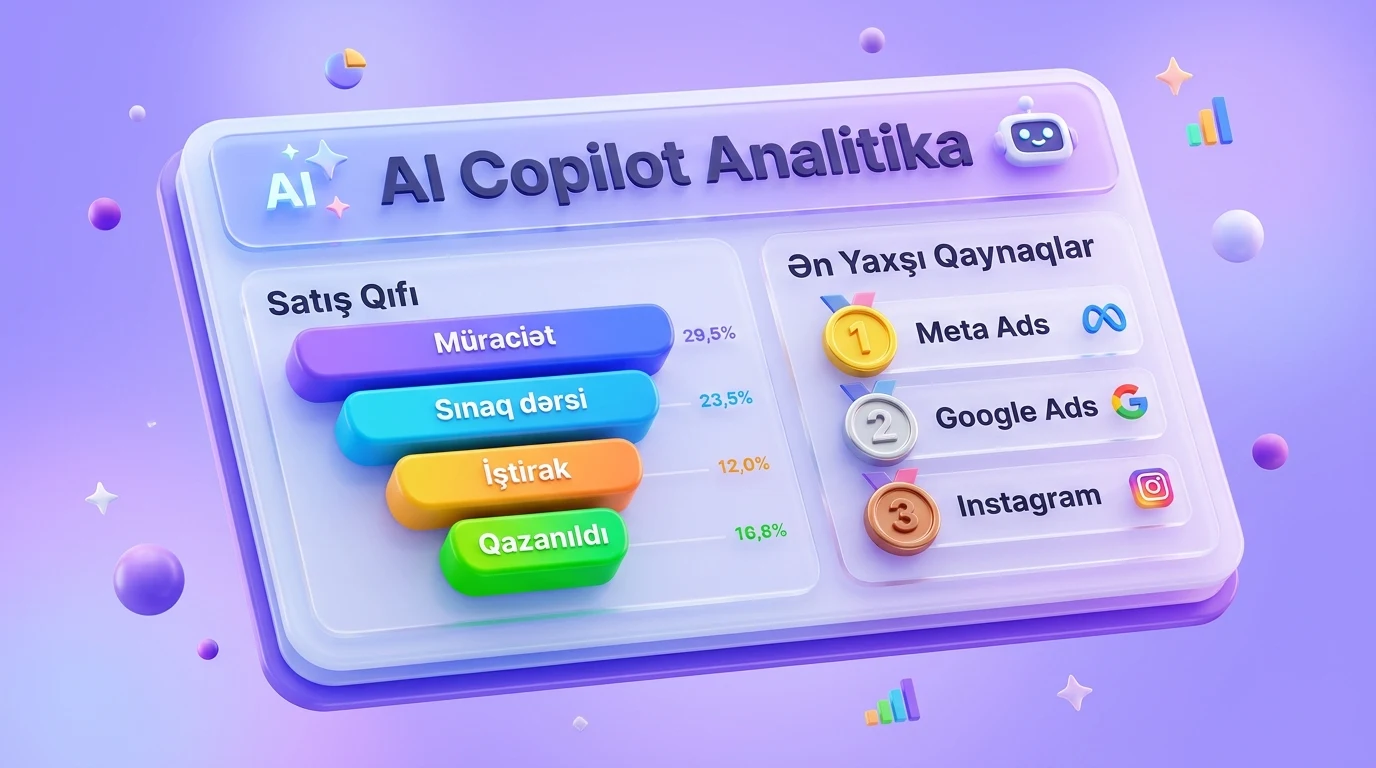 AI
AI Copilot Analitika
Satış Qıfı
Müraciət 29,5%
Sınaq dərsi 23,5%
İştirak 12,0%
Qazanıldı 16,8%
Ən Yaxşı Qaynaqlar
1 Meta Ads
2 Google Ads
3 Instagram